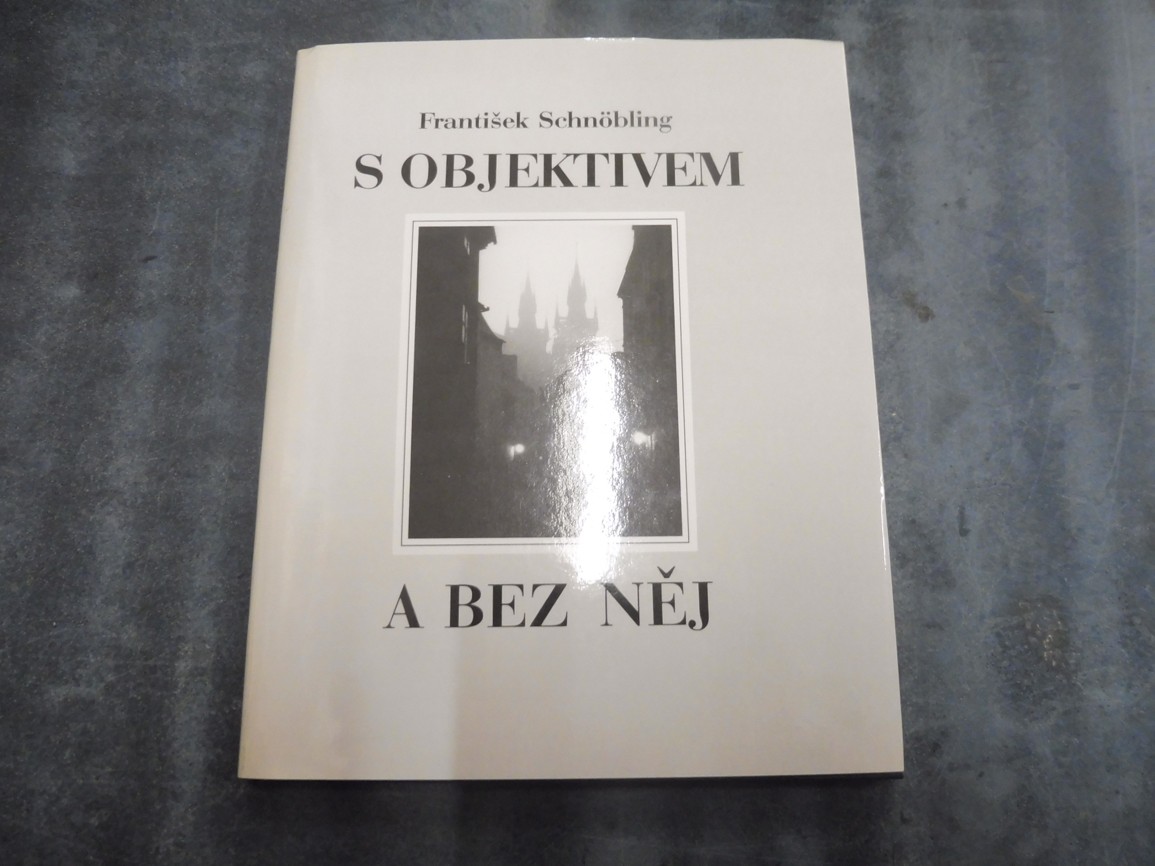 František Schnöbling
S OBJEKTIVEM
A BEZ NĚJ